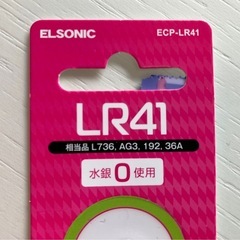 ELSONIC
ECP-LR41
LR41
相当品 L736, AG3, 192, 36A
水銀0使用